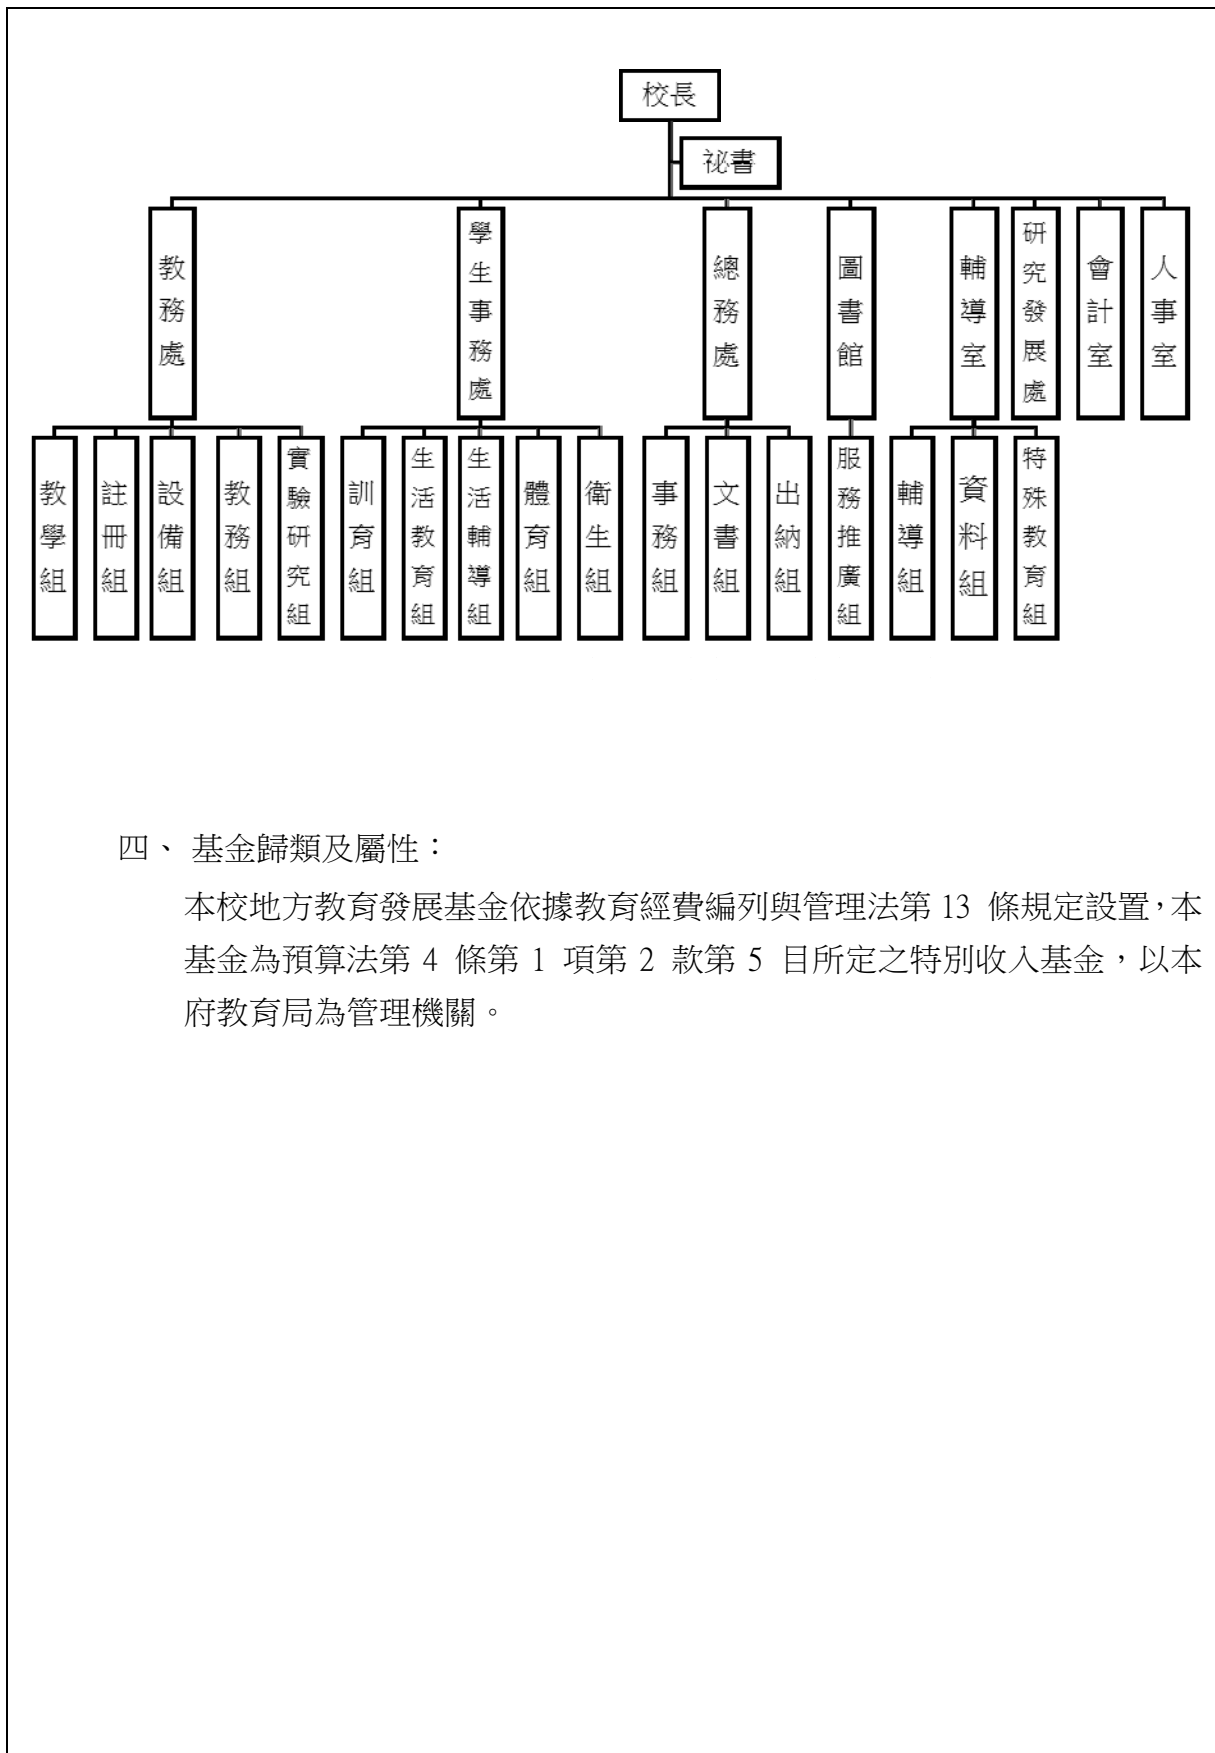 校長
祕書
教務處
學生事務處
總務處
圖書館
輔導室
研究發展處
會計室
人事室
教學組
註冊組
設備組
教務組
實驗研究組
訓育組
生活教育組
生活輔導組
體育組
衛生組
事務組
文書組
出納組
服務推廣組
輔導組
資料組
特殊教育組
四、 基金歸類及屬性：
本校地方教育發展基金依據教育經費編列與管理法第 13 條規定設置，本
基金為預算法第 4 條第 1 項第 2 款第 5 目所定之特別收入基金，以本
府教育局為管理機關。